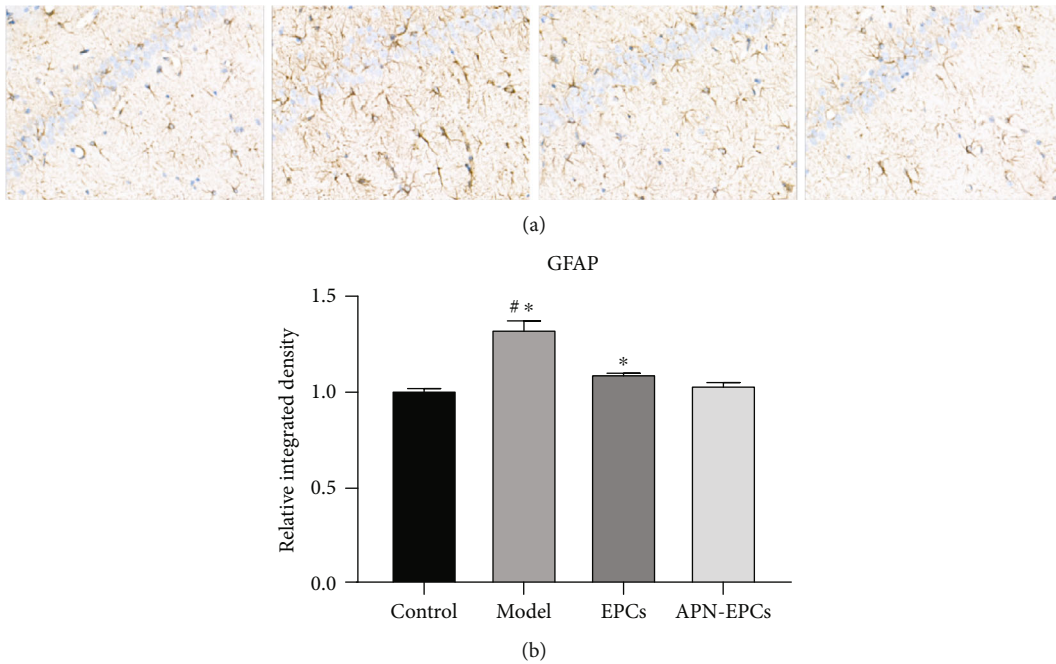 (a)
GFAP
1.5
1.0
0.5
0.0
Relative integrated density
# *
*
Control Model EPCs APN-EPCs
(b)